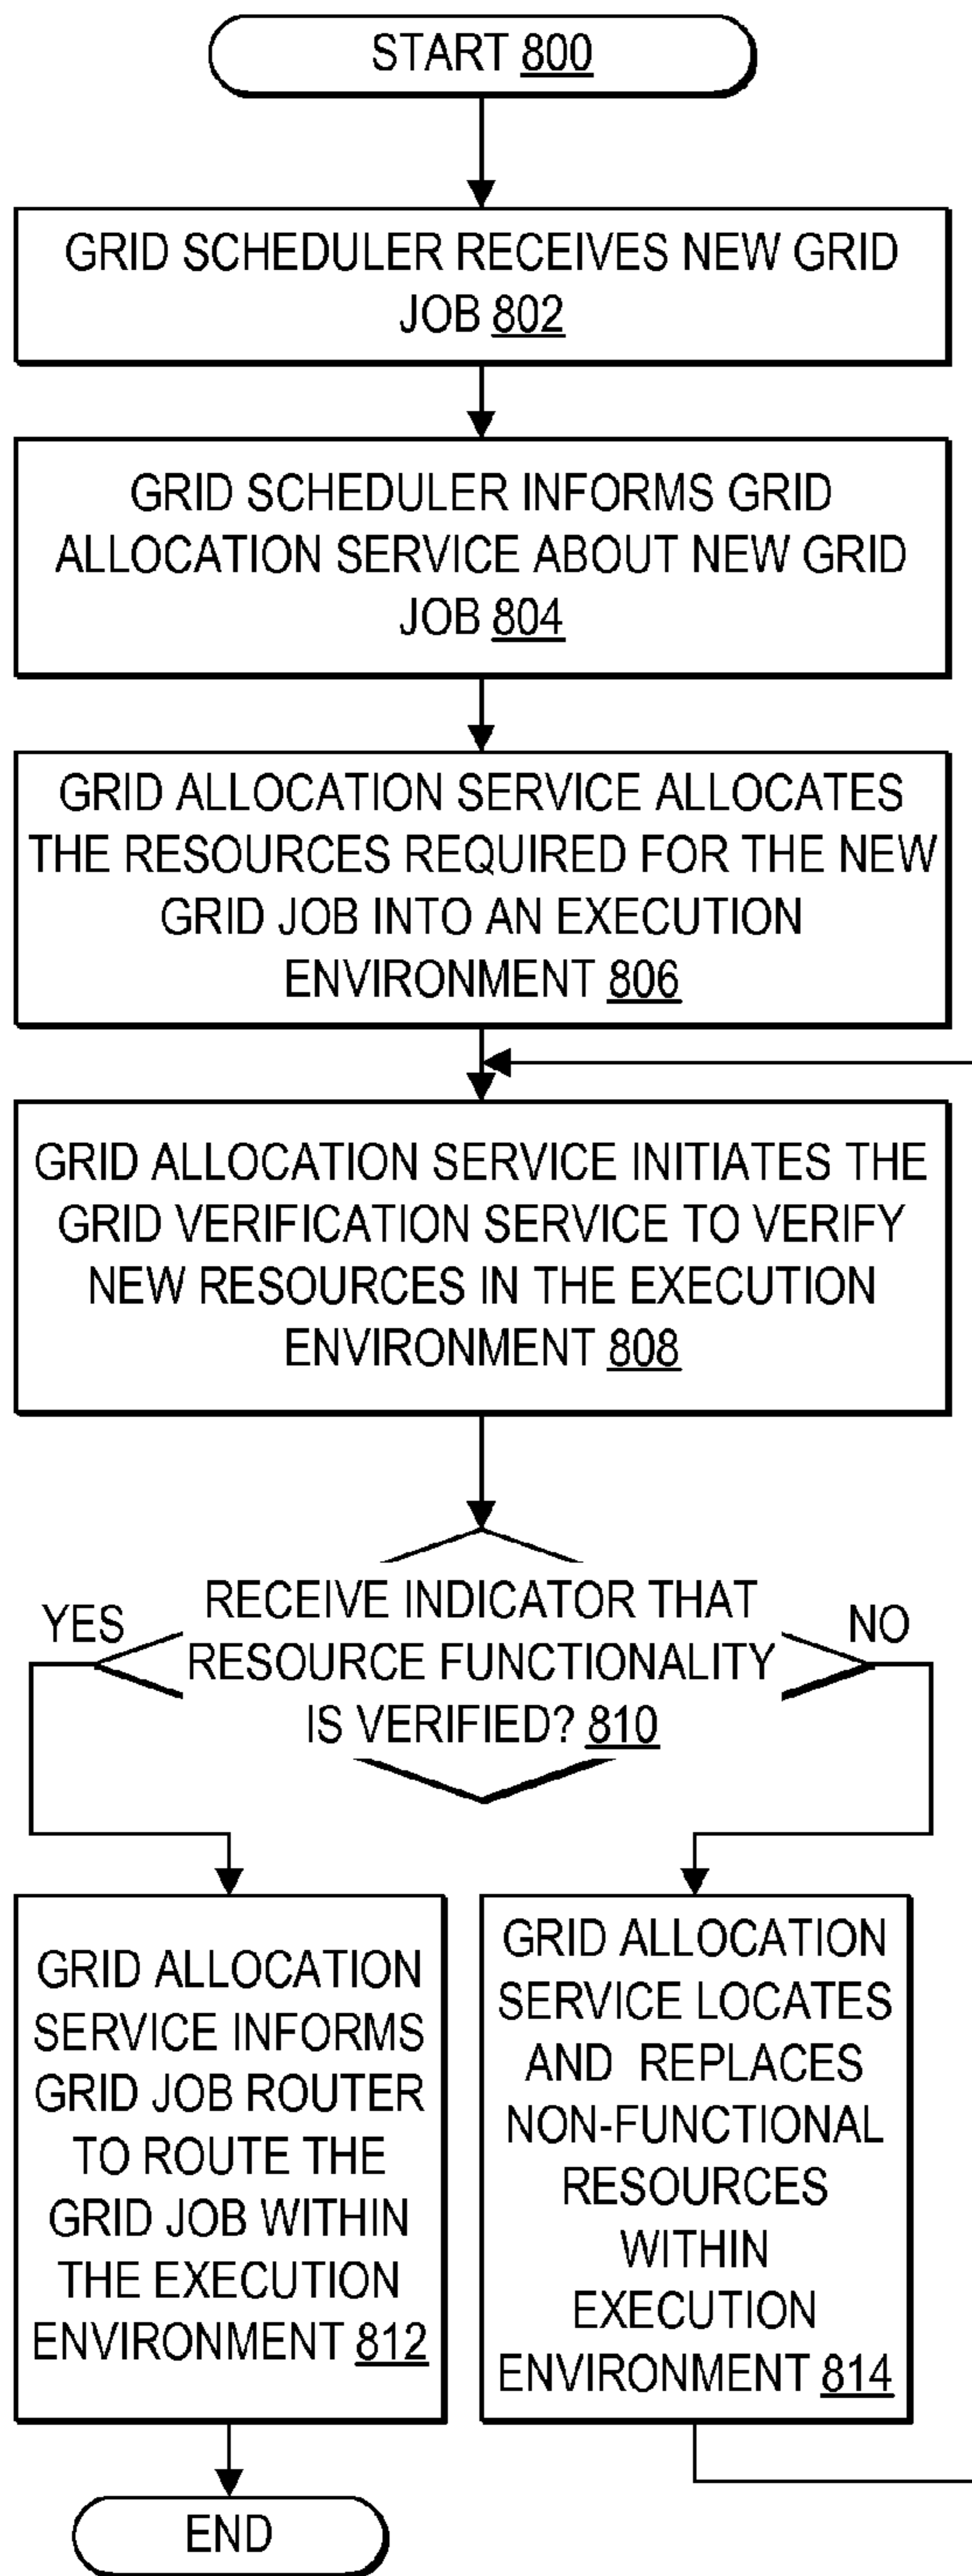 START 800
GRID SCHEDULER RECEIVES NEW GRID
JOB 802
GRID SCHEDULER INFORMS GRID
ALLOCATION SERVICE ABOUT NEW GRID
JOB 804
GRID ALLOCATION SERVICE ALLOCATES
THE RESOURCES REQUIRED FOR THE NEW
GRID JOB INTO AN EXECUTION
ENVIRONMENT 806
GRID ALLOCATION SERVICE INITIATES THE
GRID VERIFICATION SERVICE TO VERIFY
NEW RESOURCES IN THE EXECUTION
ENVIRONMENT 808
RECEIVE INDICATOR THAT
RESOURCE FUNCTIONALITY
IS VERIFIED? 810
YES
NO
GRID ALLOCATION
SERVICE INFORMS
GRID JOB ROUTER
TO ROUTE THE
GRID JOB WITHIN
THE EXECUTION
ENVIRONMENT 812
GRID ALLOCATION
SERVICE LOCATES
AND REPLACES
NON-FUNCTIONAL
RESOURCES
WITHIN
EXECUTION
ENVIRONMENT 814
END